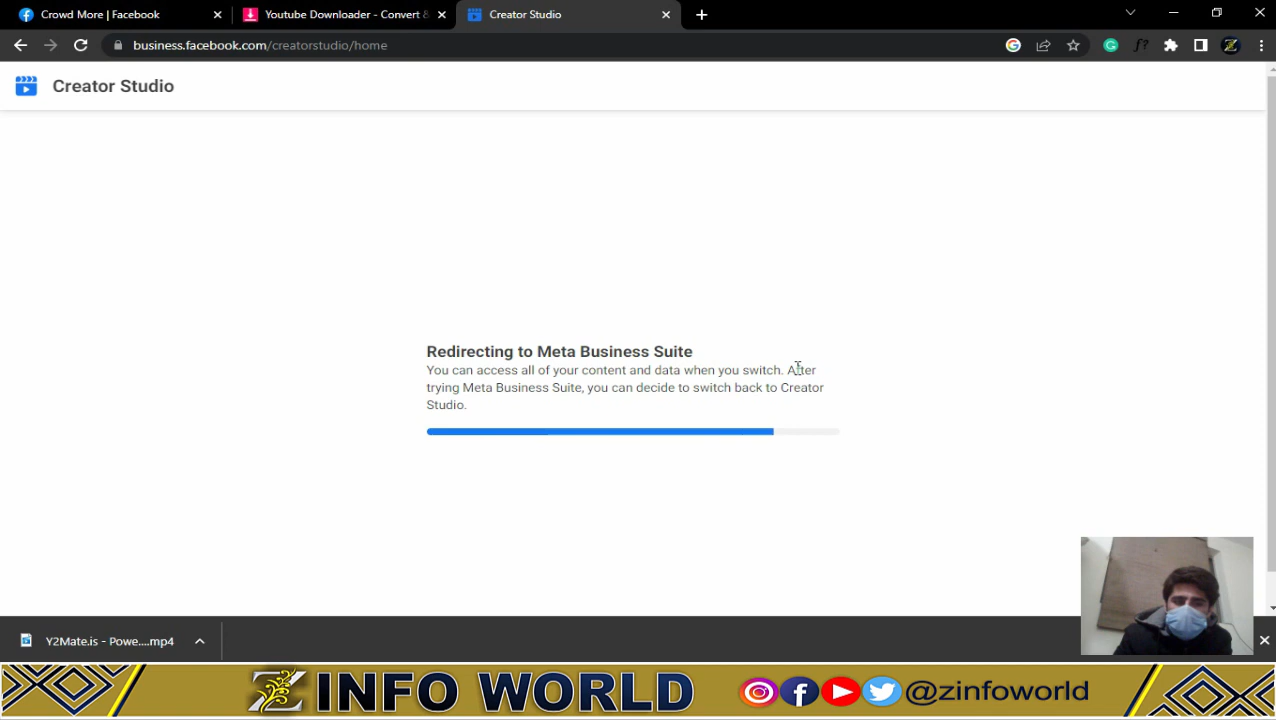 Crowd More | Facebook
Youtube Downloader - Convert &
Creator Studio
business.facebook.com/creatorstudio/home
Creator Studio
Redirecting to Meta Business Suite
You can access all of your content and data when you switch. After
trying Meta Business Suite, you can decide to switch back to Creator
Studio.
Y2Mate.is - Powe....mp4
Z INFO WORLD
@zinfoworld